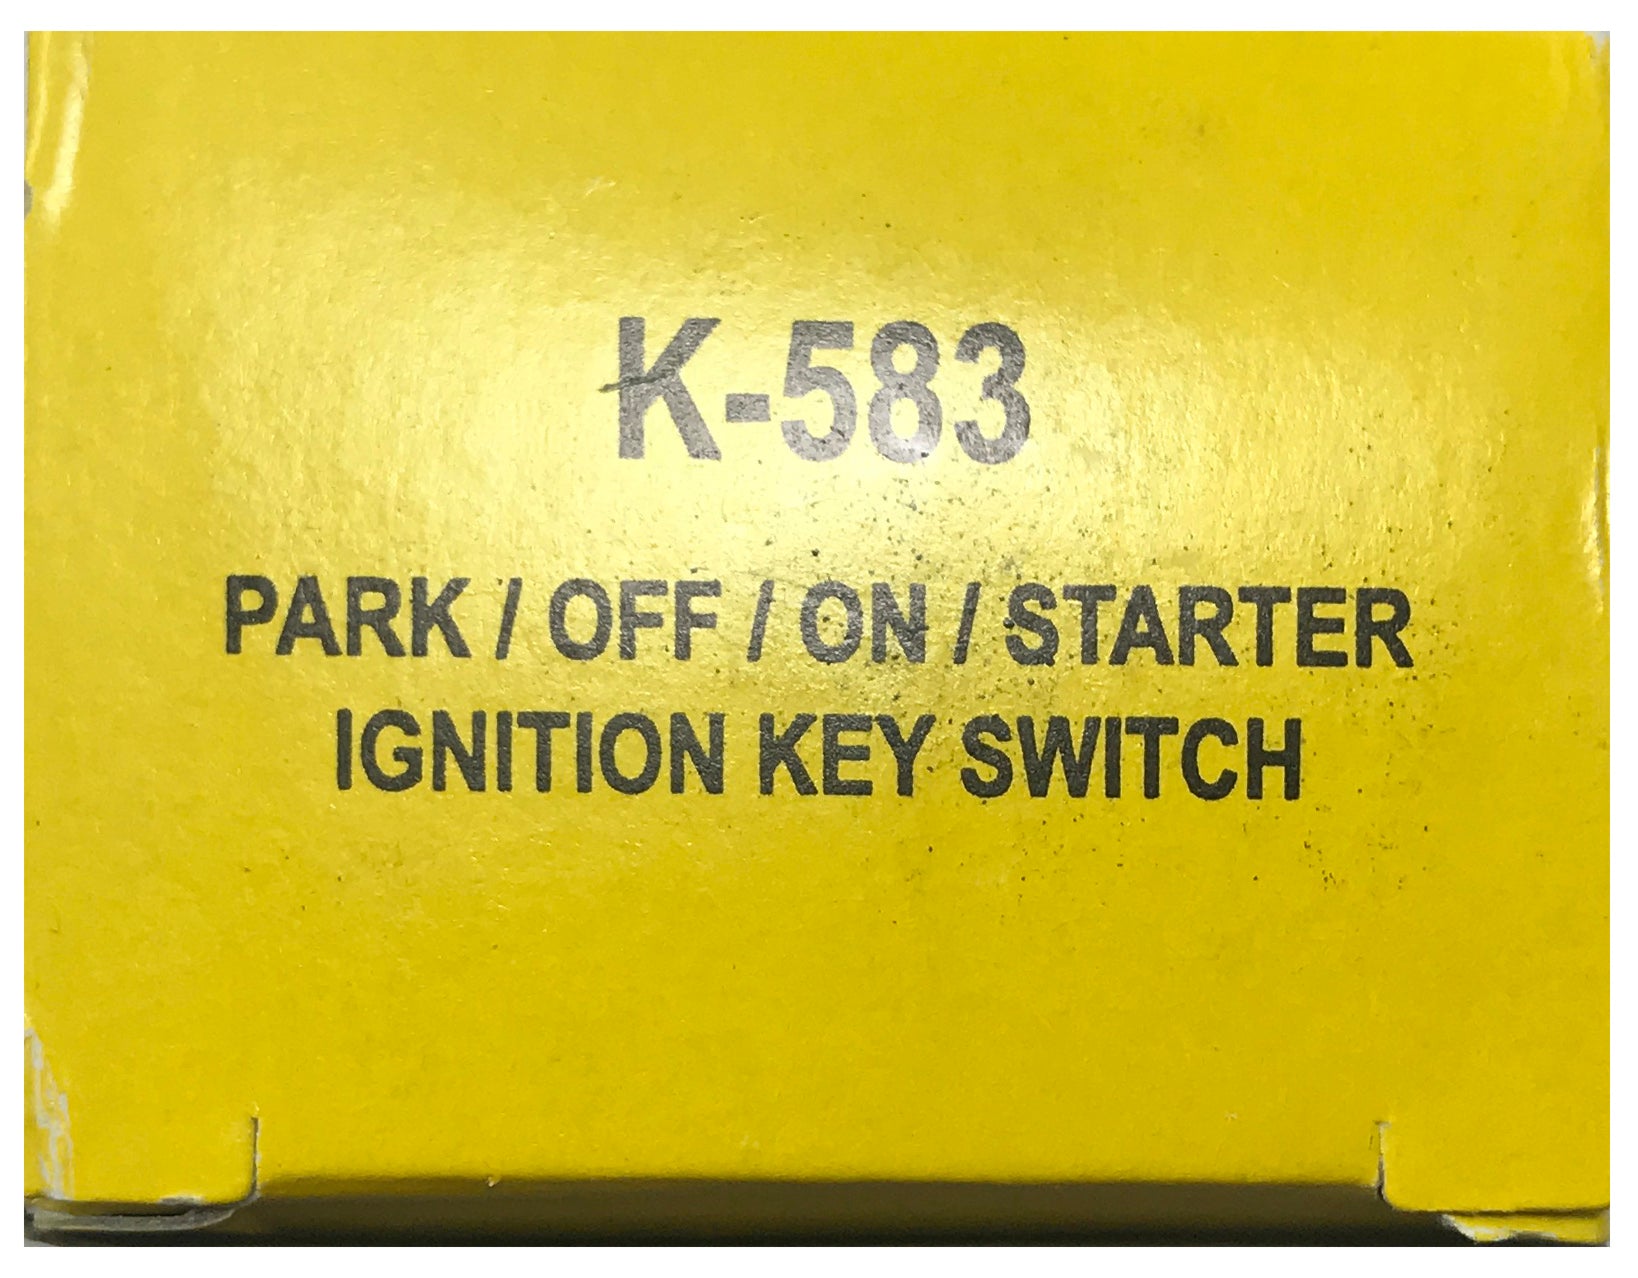 K-583
PARK / OFF / ON / STARTER
IGNITION KEY SWITCH